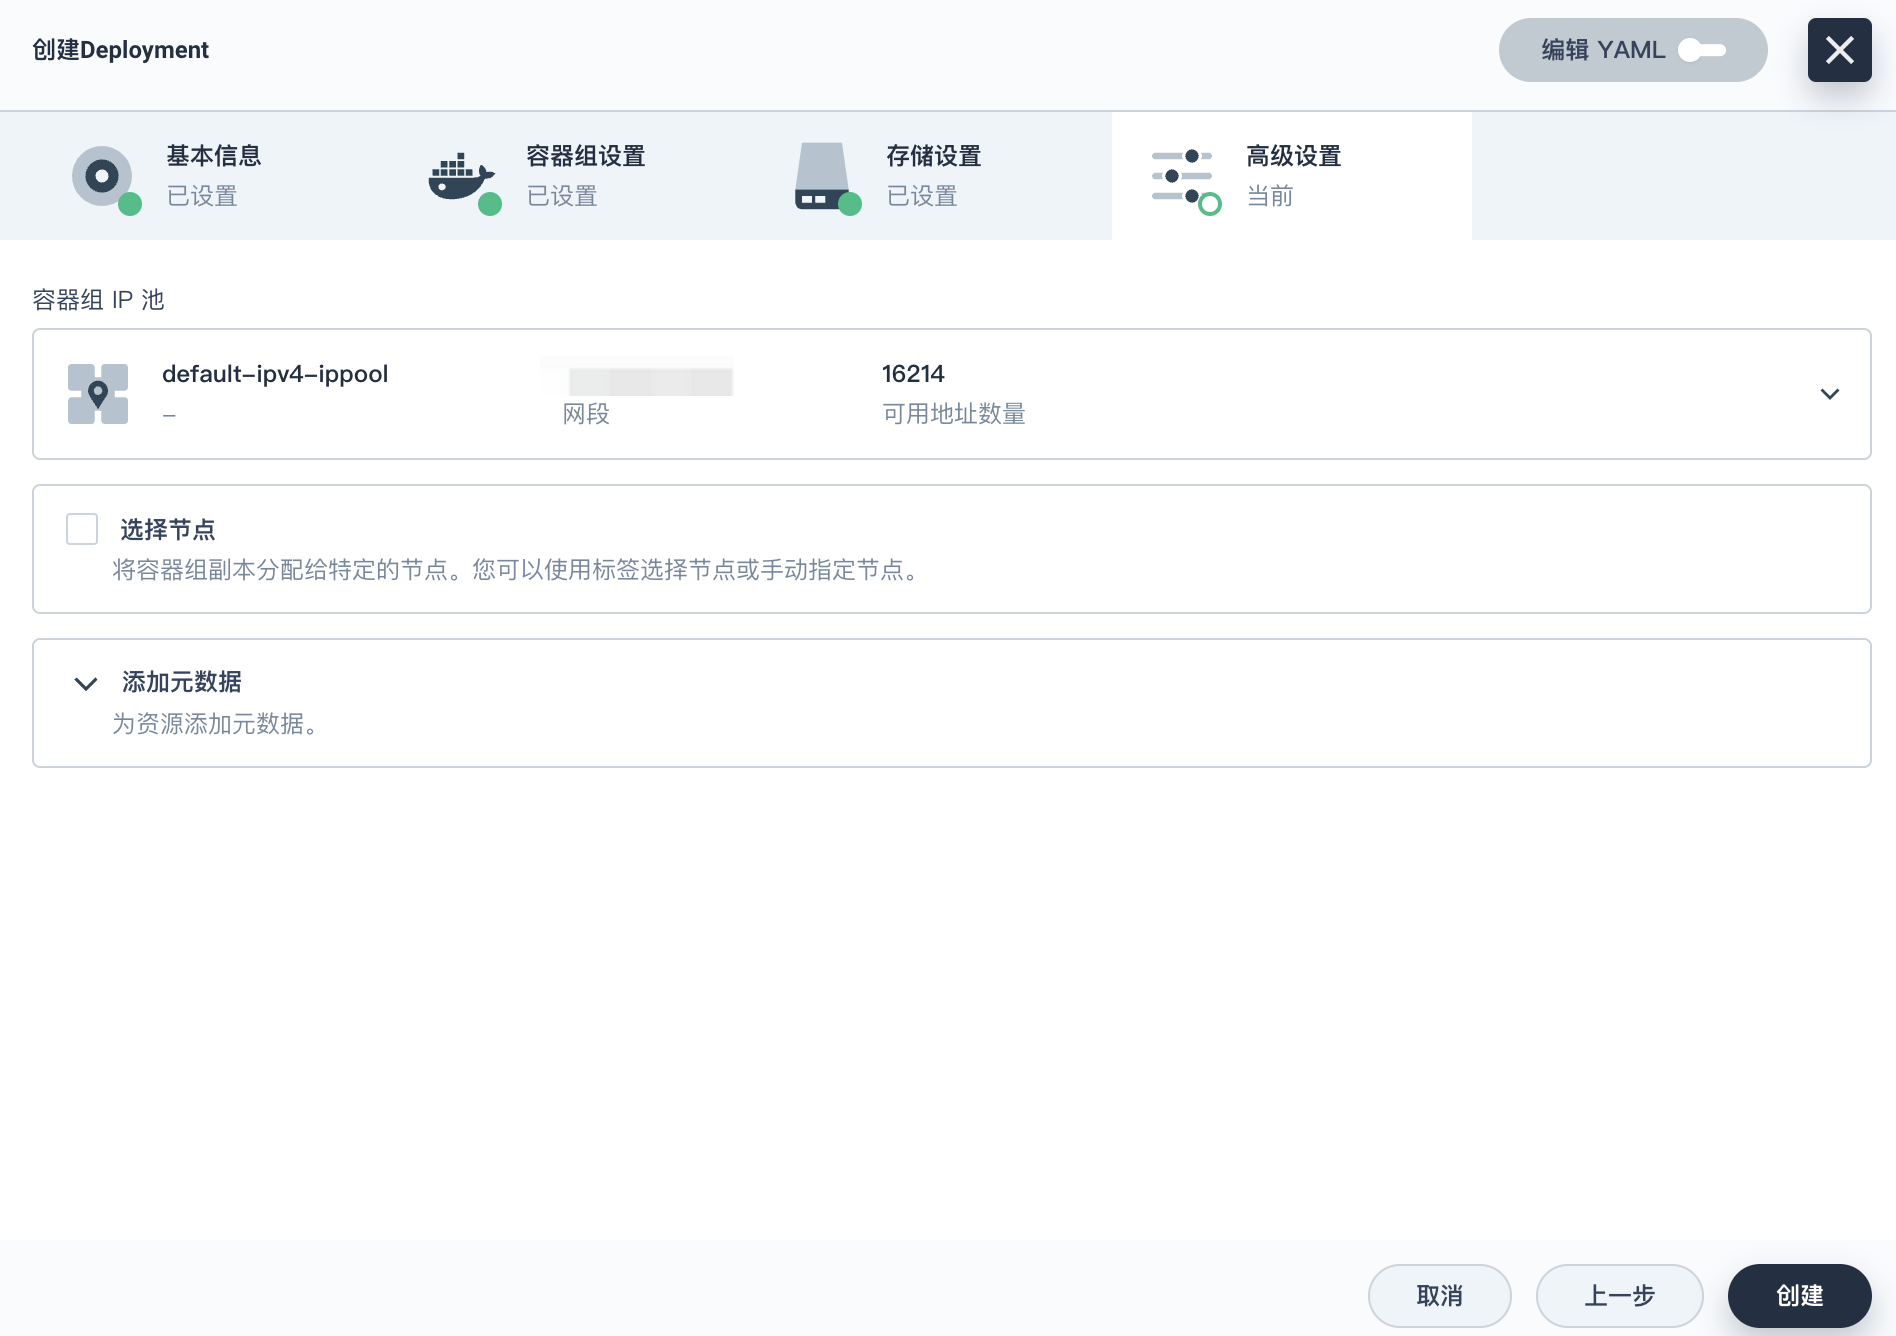 创建Deployment
编辑 YAML
基本信息
已设置
容器组设置
已设置
存储设置
已设置
高级设置
当前
容器组 IP 池
default-ipv4-ippool
–
网段
16214
可用地址数量
选择节点
将容器组副本分配给特定的节点。您可以使用标签选择节点或手动指定节点。
添加元数据
为资源添加元数据。
取消
上一步
创建